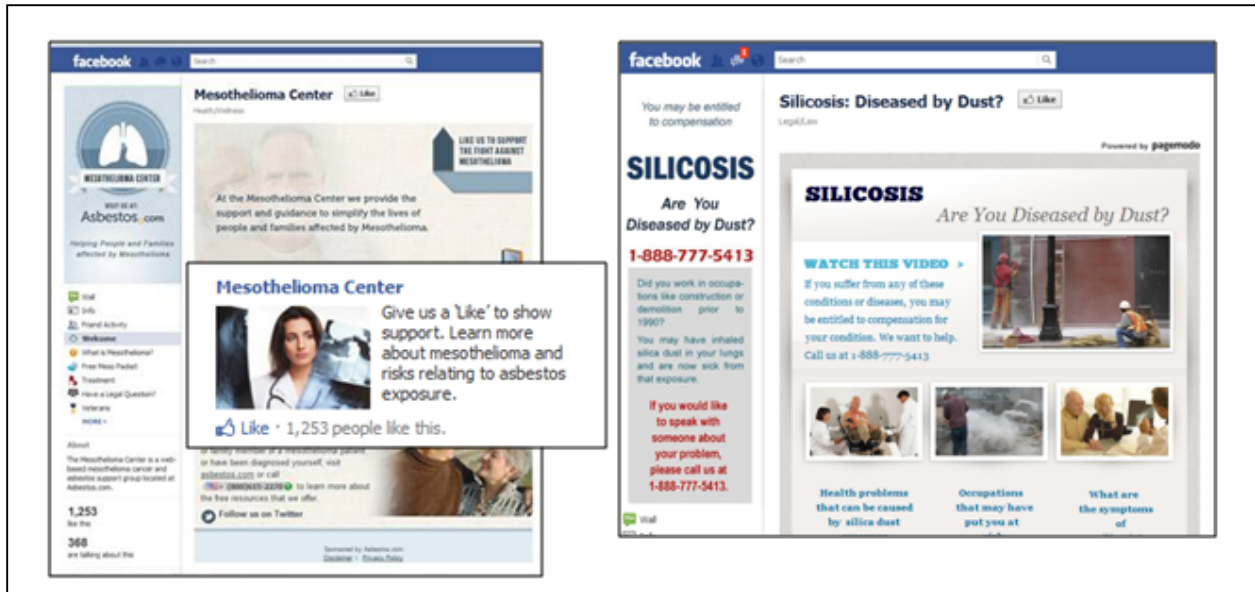 facebook
Search
Mesothelioma Center Like
Health/Wellness
MESOTHELIOMA CENTER
VISIT US AT:
Asbestos.com
Helping People and Families
affected by Mesothelioma
LIKE US TO SUPPORT
THE FIGHT AGAINST
MESOTHELIOMA
At the Mesothelioma Center we provide the
support and guidance to simplify the lives of
people and families affected by Mesothelioma.
Wall
Info
Friend Activity
Welcome
What is Mesothelioma?
Free Meso Packet
Treatment
Have a Legal Question?
Veterans
MORE
About
The Mesothelioma Center is a web-
based mesothelioma cancer and
asbestos support group located at
Asbestos.com.
1,253
like this
368
are talking about this
Mesothelioma Center
Give us a 'Like' to show
support. Learn more
about mesothelioma and
risks relating to asbestos
exposure.
Like · 1,253 people like this.
or family member of a mesothelioma patient
or have been diagnosed yourself, visit
asbestos.com or call
(800)615-2270 to learn more about
the free resources that we offer.
Follow us on Twitter
Sponsored by Asbestos.com
Disclaimer | Privacy Policy
facebook 1
Search
You may be entitled
to compensation
SILICOSIS
Are You
Diseased by Dust?
1-888-777-5413
Did you work in occupa-
tions like construction or
demolition prior to
1990?
You may have inhaled
silica dust in your lungs
and are now sick from
that exposure.
If you would like
to speak with
someone about
your problem,
please call us at
1-888-777-5413.
Wall
Silicosis: Diseased by Dust? Like
Legal/Law
Powered by pagemodo
SILICOSIS
Are You Diseased by Dust?
WATCH THIS VIDEO >
If you suffer from any of these
conditions or diseases, you may
be entitled to compensation for
your condition. We want to help.
Call us at 1-888-777-5413
Health problems
that can be caused
by silica dust
Occupations
that may have
put you at
What are
the symptoms
of